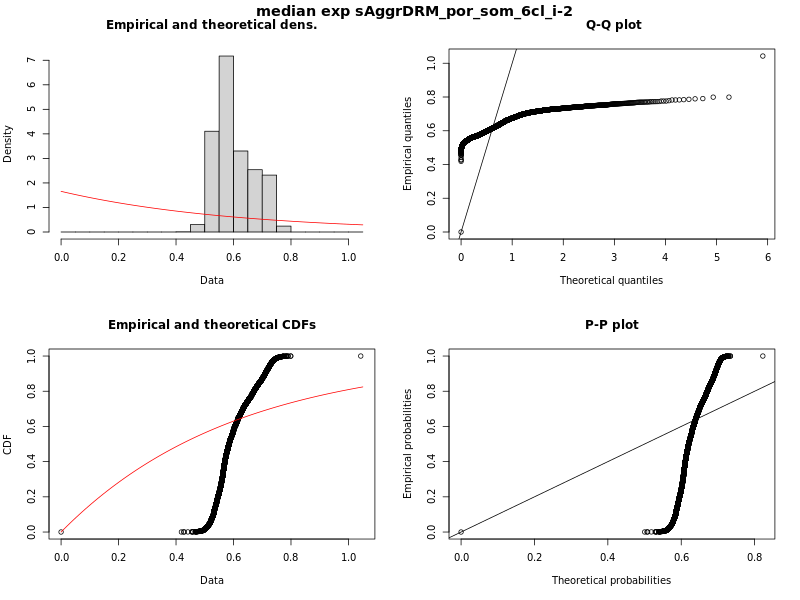 median exp sAggrDRM_por_som_6cl_i-2
Empirical and theoretical dens.
Density
0 1 2 3 4 5 6 7
0.0 0.2 0.4 0.6 0.8 1.0
Data
Q-Q plot
Empirical quantiles
0.0 0.2 0.4 0.6 0.8 1.0
0 1 2 3 4 5 6
Theoretical quantiles
Empirical and theoretical CDFs
CDF
0.0 0.2 0.4 0.6 0.8 1.0
0.0 0.2 0.4 0.6 0.8 1.0
Data
P-P plot
Empirical probabilities
0.0 0.2 0.4 0.6 0.8 1.0
0.0 0.2 0.4 0.6 0.8
Theoretical probabilities